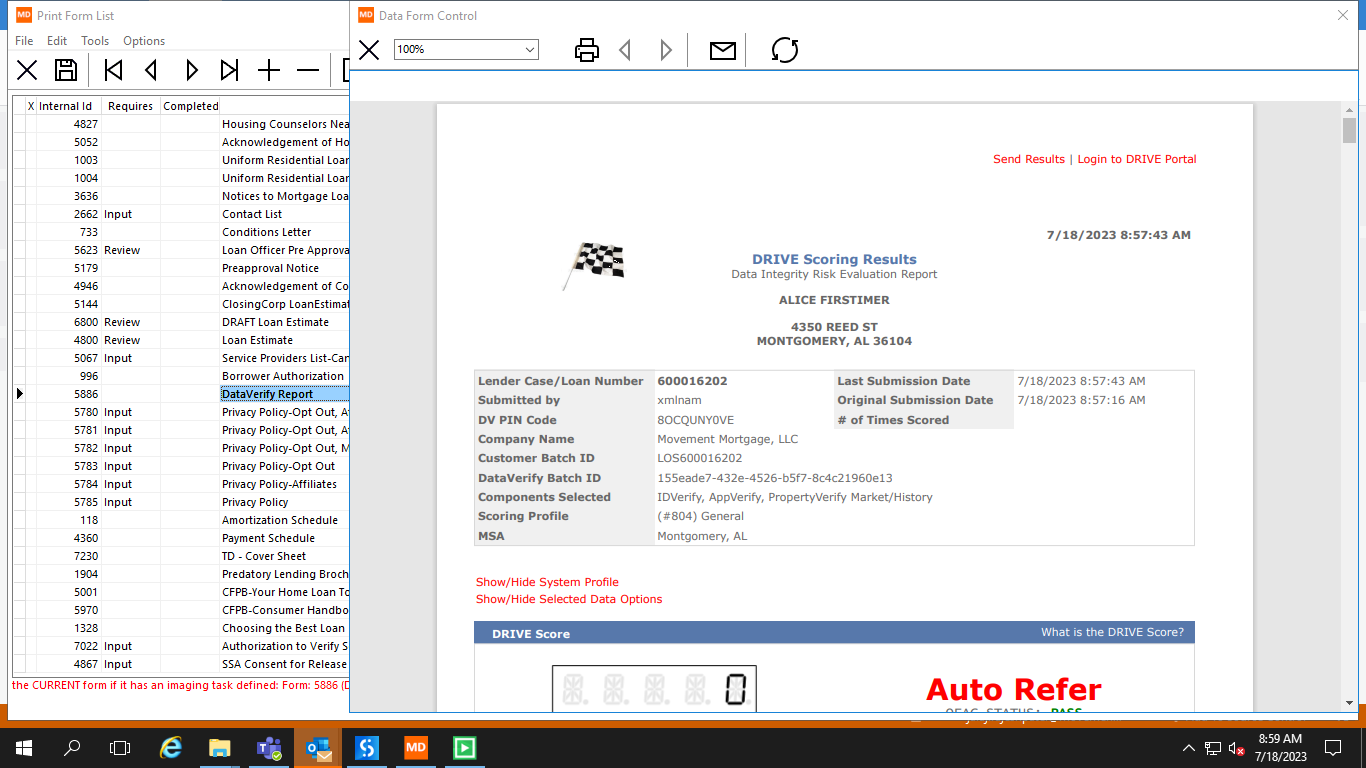 MD Print Form List
File Edit Tools Options
X Internal Id Requires Completed
4827 Housing Counselors Nea
5052 Acknowledgement of Ho
1003 Uniform Residential Loan
1004 Uniform Residential Loan
3636 Notices to Mortgage Loa
2662 Input Contact List
733 Conditions Letter
5623 Review Loan Officer Pre Approva
5179 Preapproval Notice
4946 Acknowledgement of Co
5144 ClosingCorp LoanEstimat
6800 Review DRAFT Loan Estimate
4800 Review Loan Estimate
5067 Input Service Providers List-Can
996 Borrower Authorization
5886 DataVerify Report
5780 Input Privacy Policy-Opt Out, Af
5781 Input Privacy Policy-Opt Out, Af
5782 Input Privacy Policy-Opt Out, M
5783 Input Privacy Policy-Opt Out
5784 Input Privacy Policy-Affiliates
5785 Input Privacy Policy
118 Amortization Schedule
4360 Payment Schedule
7230 TD - Cover Sheet
1904 Predatory Lending Broch
5001 CFPB-Your Home Loan To
5970 CFPB-Consumer Handbo
1328 Choosing the Best Loan
7022 Input Authorization to Verify S
4867 Input SSA Consent for Release
the CURRENT form if it has an imaging task defined: Form: 5886 (D
MD Data Form Control
100%
Send Results | Login to DRIVE Portal
7/18/2023 8:57:43 AM
DRIVE Scoring Results
Data Integrity Risk Evaluation Report
ALICE FIRSTIMER
4350 REED ST
MONTGOMERY, AL 36104
Lender Case/Loan Number 600016202 Last Submission Date 7/18/2023 8:57:43 AM
Submitted by xmlnam Original Submission Date 7/18/2023 8:57:16 AM
DV PIN Code 8OCQUNY0VE # of Times Scored
Company Name Movement Mortgage, LLC
Customer Batch ID LOS600016202
DataVerify Batch ID 155eade7-432e-4526-b5f7-8c4c21960e13
Components Selected IDVerify, AppVerify, PropertyVerify Market/History
Scoring Profile (#804) General
MSA Montgomery, AL
Show/Hide System Profile
Show/Hide Selected Data Options
DRIVE Score What is the DRIVE Score?
0
Auto Refer
OFAC STATUS: PASS
MD
8:59 AM
7/18/2023